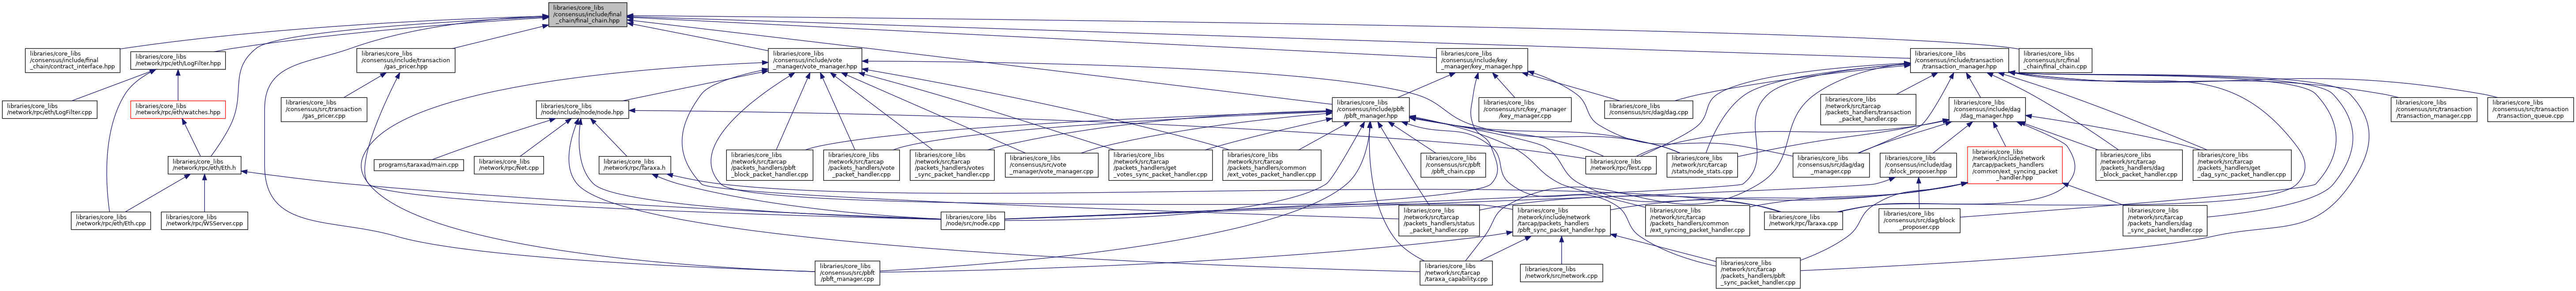 libraries/core_libs
/consensus/include/final
_chain/final_chain.hpp
libraries/core_libs
/consensus/include/final
_chain/contract_interface.hpp
libraries/core_libs
/network/rpc/eth/LogFilter.hpp
libraries/core_libs
/consensus/include/transaction
/gas_pricer.hpp
libraries/core_libs
/consensus/include/vote
_manager/vote_manager.hpp
libraries/core_libs
/consensus/include/key
_manager/key_manager.hpp
libraries/core_libs
/consensus/include/transaction
/transaction_manager.hpp
libraries/core_libs
/consensus/src/final
_chain/final_chain.cpp
libraries/core_libs
/network/rpc/eth/LogFilter.cpp
libraries/core_libs
/network/rpc/eth/watches.hpp
libraries/core_libs
/consensus/src/transaction
/gas_pricer.cpp
libraries/core_libs
/node/include/node/node.hpp
libraries/core_libs
/consensus/include/pbft
/pbft_manager.hpp
libraries/core_libs
/consensus/src/key_manager
/key_manager.cpp
libraries/core_libs
/consensus/src/dag/dag.cpp
libraries/core_libs
/network/src/tarcap
/packets_handlers/transaction
_packet_handler.cpp
libraries/core_libs
/consensus/include/dag
/dag_manager.hpp
libraries/core_libs
/consensus/src/transaction
/transaction_manager.cpp
libraries/core_libs
/consensus/src/transaction
/transaction_queue.cpp
libraries/core_libs
/network/rpc/eth/Eth.h
programs/taraxad/main.cpp
libraries/core_libs
/network/rpc/Net.cpp
libraries/core_libs
/network/rpc/Taraxa.h
libraries/core_libs
/network/src/tarcap
/packets_handlers/pbft
_block_packet_handler.cpp
libraries/core_libs
/network/src/tarcap
/packets_handlers/vote
_packet_handler.cpp
libraries/core_libs
/network/src/tarcap
/packets_handlers/votes
_sync_packet_handler.cpp
libraries/core_libs
/consensus/src/vote
_manager/vote_manager.cpp
libraries/core_libs
/network/src/tarcap
/packets_handlers/get
_votes_sync_packet_handler.cpp
libraries/core_libs
/network/src/tarcap
/packets_handlers/common
/ext_votes_packet_handler.cpp
libraries/core_libs
/consensus/src/pbft
/pbft_chain.cpp
libraries/core_libs
/network/rpc/Test.cpp
libraries/core_libs
/network/src/tarcap
/stats/node_stats.cpp
libraries/core_libs
/consensus/src/dag/dag
_manager.cpp
libraries/core_libs
/consensus/include/dag
/block_proposer.hpp
libraries/core_libs
/network/include/network
/tarcap/packets_handlers
/common/ext_syncing_packet
_handler.hpp
libraries/core_libs
/network/src/tarcap
/packets_handlers/dag
_block_packet_handler.cpp
libraries/core_libs
/network/src/tarcap
/packets_handlers/get
_dag_sync_packet_handler.cpp
libraries/core_libs
/network/rpc/eth/Eth.cpp
libraries/core_libs
/network/rpc/WSServer.cpp
libraries/core_libs
/node/src/node.cpp
libraries/core_libs
/network/src/tarcap
/packets_handlers/status
_packet_handler.cpp
libraries/core_libs
/network/include/network
/tarcap/packets_handlers
/pbft_sync_packet_handler.hpp
libraries/core_libs
/network/src/tarcap
/packets_handlers/common
/ext_syncing_packet_handler.cpp
libraries/core_libs
/network/rpc/Taraxa.cpp
libraries/core_libs
/consensus/src/dag/block
_proposer.cpp
libraries/core_libs
/network/src/tarcap
/packets_handlers/dag
_sync_packet_handler.cpp
libraries/core_libs
/consensus/src/pbft
/pbft_manager.cpp
libraries/core_libs
/network/src/tarcap
/taraxa_capability.cpp
libraries/core_libs
/network/src/network.cpp
libraries/core_libs
/network/src/tarcap
/packets_handlers/pbft
_sync_packet_handler.cpp